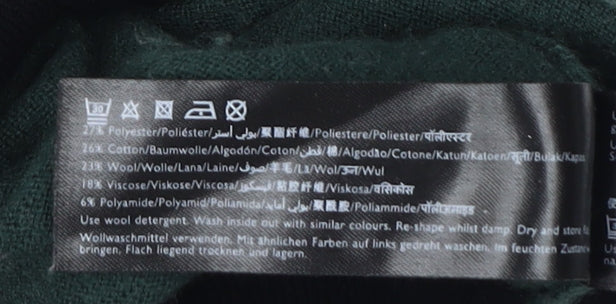 30
27% Polyester/Poliéster/بولي أستر/聚酯纤维/Poliestere/Poliester/पॉलीएस्टर
26% Cotton/Baumwolle/Algodón/Coton/قطن/棉/Algodão/Cotone/Katun/Katoen/सूती/Bulak/Kapas
23% Wool/Wolle/Lana/Laine/صوف/羊毛/Lã/Wol/ऊन/Wul
18% Viscose/Viskose/Viscosa/فيسكوز/粘胶纤维/Viskosa/विसकोस
6% Polyamide/Polyamid/Poliamida/بولي أمايد/聚酰胺/Poliammide/पॉलीअमाइड
Use wool detergent. Wash inside out with similar colours. Re-shape whilst damp. Dry and store
Wollwaschmittel verwenden. Mit ähnlichen Farben auf links gedreht waschen. Im feuchten Zustand
bringen. Flach liegend trocknen und lagern.